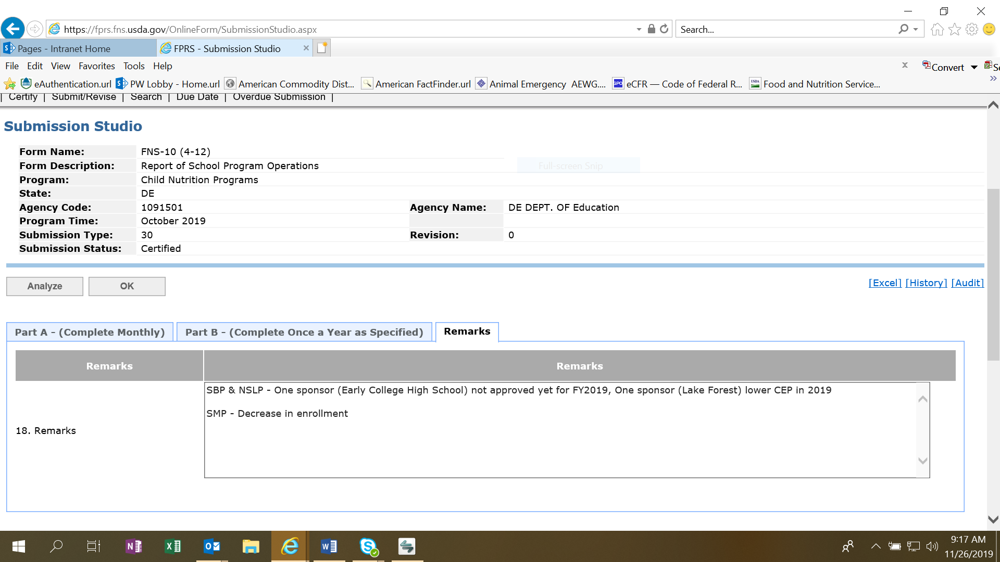 https://fprs.fns.usda.gov/OnlineForm/SubmissionStudio.aspx
Search...
Pages - Intranet Home
FPRS - Submission Studio
File Edit View Favorites Tools Help
x Convert
eAuthentication.url PW Lobby - Home.url American Commodity Dist... American FactFinder.url Animal Emergency AEWG.... eCFR — Code of Federal R... Food and Nutrition Service...
| Certify | Submit/Revise | Search | Due Date | Overdue Submission |
Submission Studio
Form Name: FNS-10 (4-12)
Full-screen Snip
Form Description: Report of School Program Operations
Program: Child Nutrition Programs
State: DE
Agency Code: 1091501 Agency Name: DE DEPT. OF Education
Program Time: October 2019
Submission Type: 30 Revision: 0
Submission Status: Certified
Analyze OK [Excel] [History] [Audit]
Part A - (Complete Monthly) Part B - (Complete Once a Year as Specified) Remarks
Remarks Remarks
SBP & NSLP - One sponsor (Early College High School) not approved yet for FY2019, One sponsor (Lake Forest) lower CEP in 2019
SMP - Decrease in enrollment
18. Remarks
9:17 AM
11/26/2019